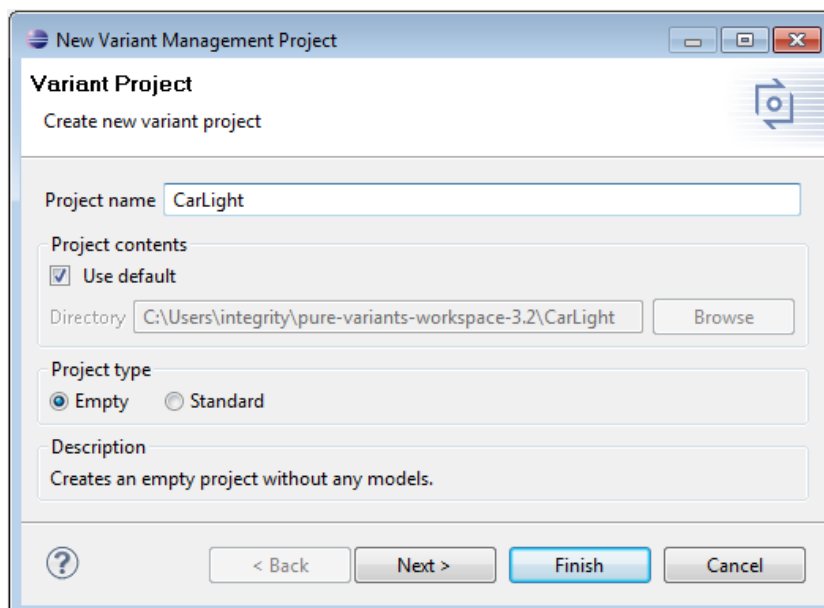 New Variant Management Project
Variant Project
Create new variant project
Project name CarLight
Project contents
Use default
Directory C:\Users\integrity\pure-variants-workspace-3.2\CarLight Browse
Project type
Empty Standard
Description
Creates an empty project without any models.
? < Back Next > Finish Cancel